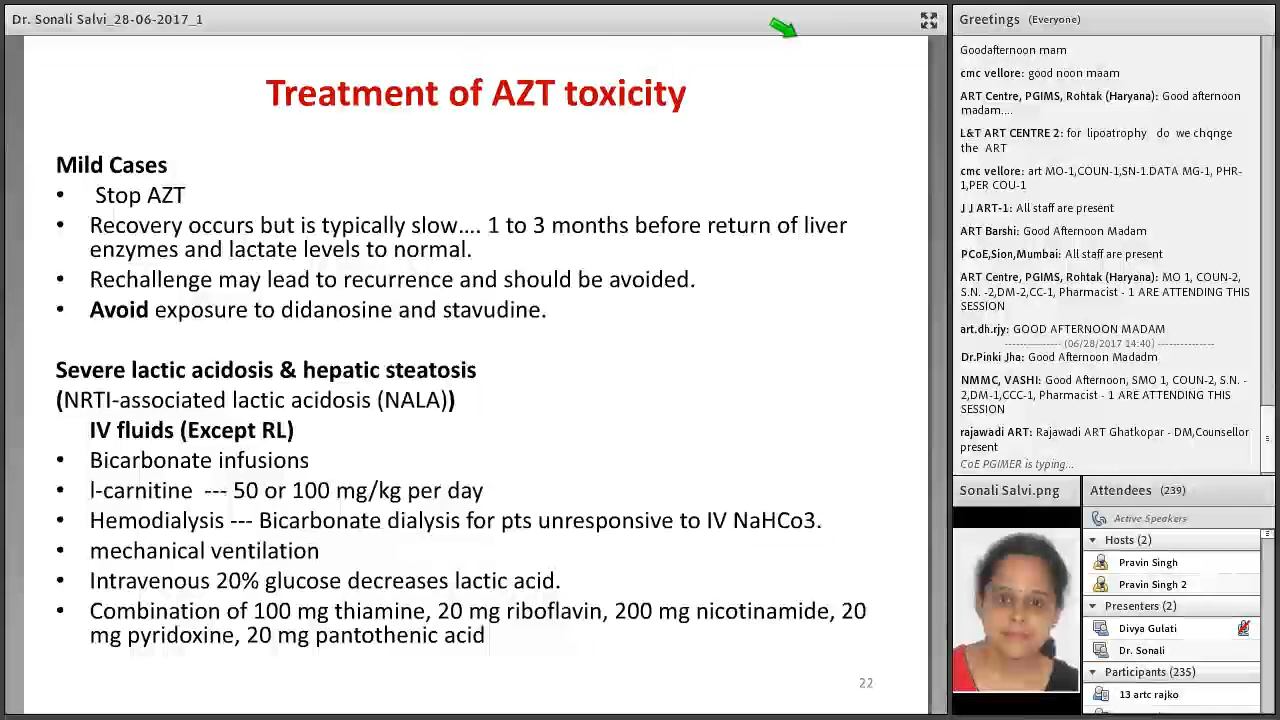 Dr. Sonali Salvi_28-06-2017_1
Treatment of AZT toxicity
Mild Cases
• Stop AZT
• Recovery occurs but is typically slow.... 1 to 3 months before return of liver
enzymes and lactate levels to normal.
• Rechallenge may lead to recurrence and should be avoided.
• Avoid exposure to didanosine and stavudine.
Severe lactic acidosis & hepatic steatosis
(NRTI-associated lactic acidosis (NALA))
IV fluids (Except RL)
• Bicarbonate infusions
• l-carnitine --- 50 or 100 mg/kg per day
• Hemodialysis --- Bicarbonate dialysis for pts unresponsive to IV NaHCo3.
• mechanical ventilation
• Intravenous 20% glucose decreases lactic acid.
• Combination of 100 mg thiamine, 20 mg riboflavin, 200 mg nicotinamide, 20
mg pyridoxine, 20 mg pantothenic acid
22
Greetings (Everyone)
Goodafternoon mam
cmc vellore: good noon maam
ART Centre, PGIMS, Rohtak (Haryana): Good afternoon
madam....
L&T ART CENTRE 2: for lipoatrophy do we chqnge
the ART
cmc vellore: art MO-1,COUN-1,SN-1.DATA MG-1, PHR-
1,PER COU-1
J J ART-1: All staff are present
ART Barshi: Good Afternoon Madam
PCoE,Sion,Mumbai: All staff are present
ART Centre, PGIMS, Rohtak (Haryana): MO 1, COUN-2,
S.N. -2,DM-2,CC-1, Pharmacist - 1 ARE ATTENDING THIS
SESSION
art.dh.rjy: GOOD AFTERNOON MADAM
---------------- (06/28/2017 14:40) ----------------
Dr.Pinki Jha: Good Afternoon Madadm
NMMC, VASHI: Good Afternoon, SMO 1, COUN-2, S.N. -
2,DM-1,CCC-1, Pharmacist - 1 ARE ATTENDING THIS
SESSION
rajawadi ART: Rajawadi ART Ghatkopar - DM,Counsellor
present
CoE PGIMER is typing...
Sonali Salvi.png
Attendees (239)
Active Speakers
Hosts (2)
Pravin Singh
Pravin Singh 2
Presenters (2)
Divya Gulati
Dr. Sonali
Participants (235)
13 artc rajko